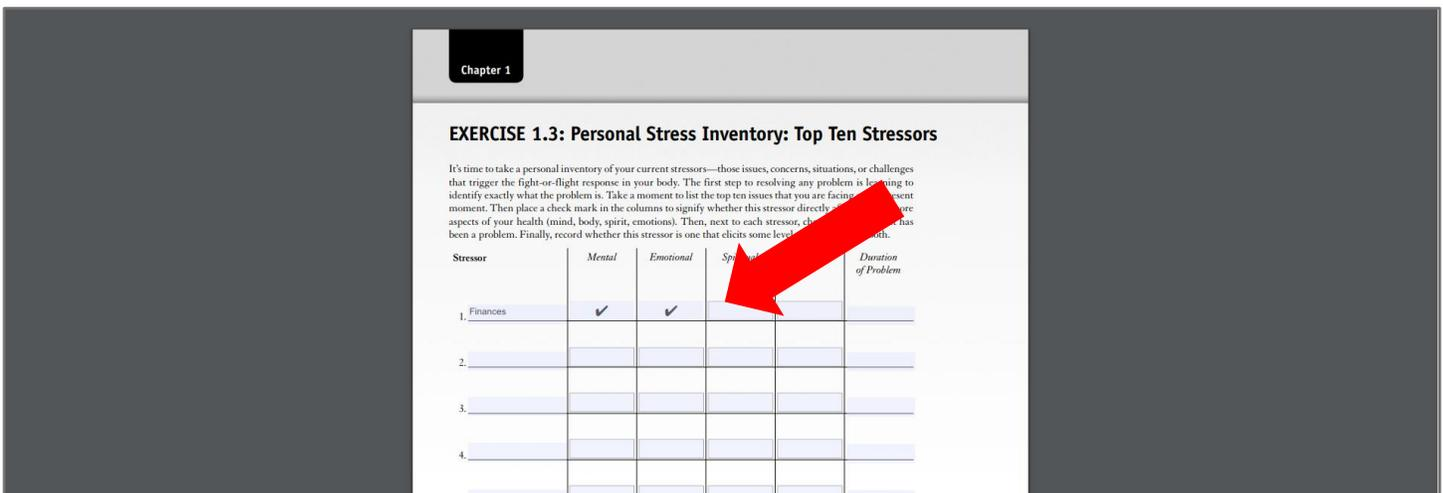 Chapter 1
EXERCISE 1.3: Personal Stress Inventory: Top Ten Stressors
It's time to take a personal inventory of your current stressors—those issues, concerns, situations, or challenges
that trigger the fight-or-flight response in your body. The first step to resolving any problem is learning to
identify exactly what the problem is. Take a moment to list the top ten issues that you are facing
moment. Then place a check mark in the columns to signify whether this stressor directly
aspects of your health (mind, body, spirit, emotions). Then, next to each stressor, has
been a problem. Finally, record whether this stressor is one that elicits some
Stressor Mental Emotional Duration
of Problem
1. Finances ✔ ✔
2.
3.
4.